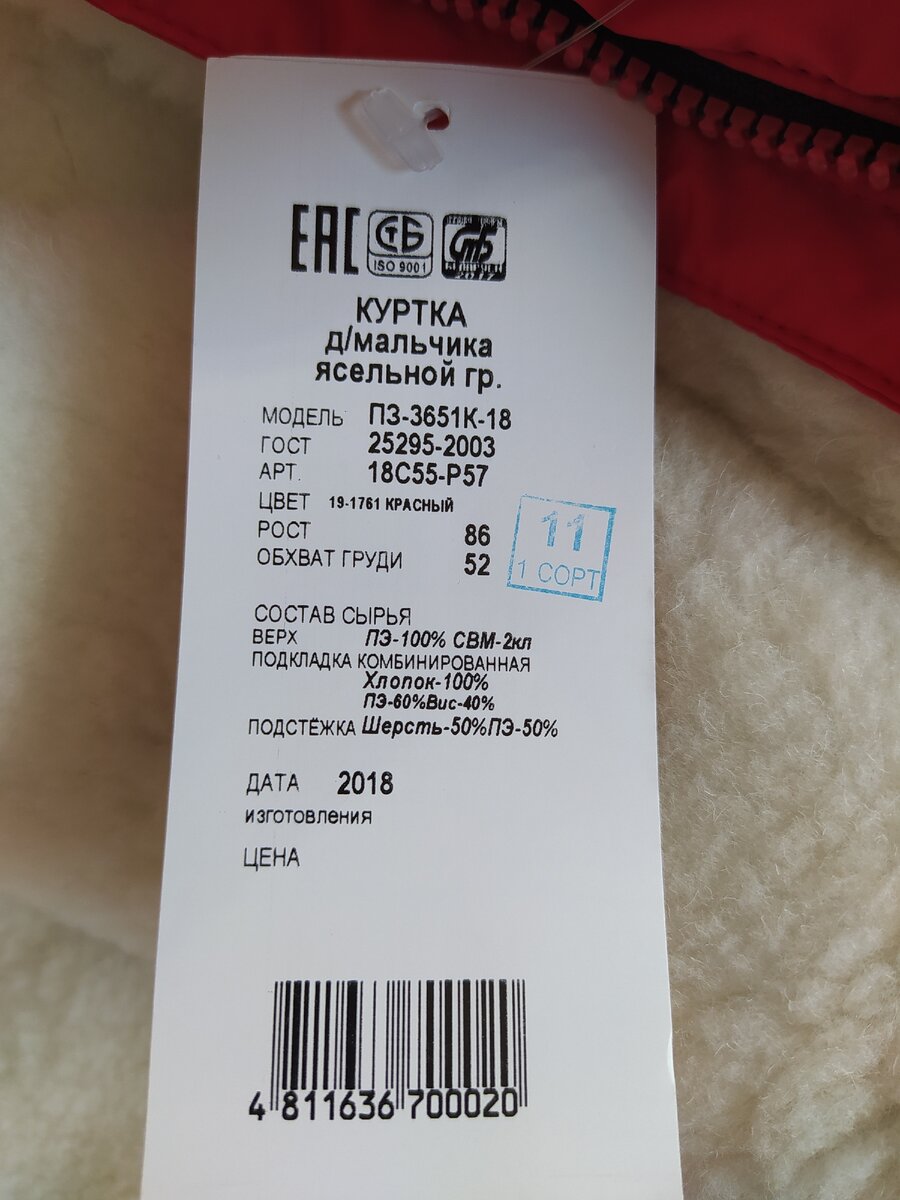 ЕАС СТБ ISO 9001 СТБ
КУРТКА
д/мальчика
ясельной гр.
МОДЕЛЬ ПЗ-3651К-18
ГОСТ 25295-2003
АРТ. 18С55-Р57
ЦВЕТ 19-1761 КРАСНЫЙ
РОСТ 86
ОБХВАТ ГРУДИ 52
11
1 СОРТ
СОСТАВ СЫРЬЯ
ВЕРХ ПЭ-100% СВМ-2кл
ПОДКЛАДКА КОМБИНИРОВАННАЯ
Хлопок-100%
ПЭ-60%Вис-40%
ПОДСТЁЖКА Шерсть-50%ПЭ-50%
ДАТА 2018
изготовления
ЦЕНА
4 811636 700020